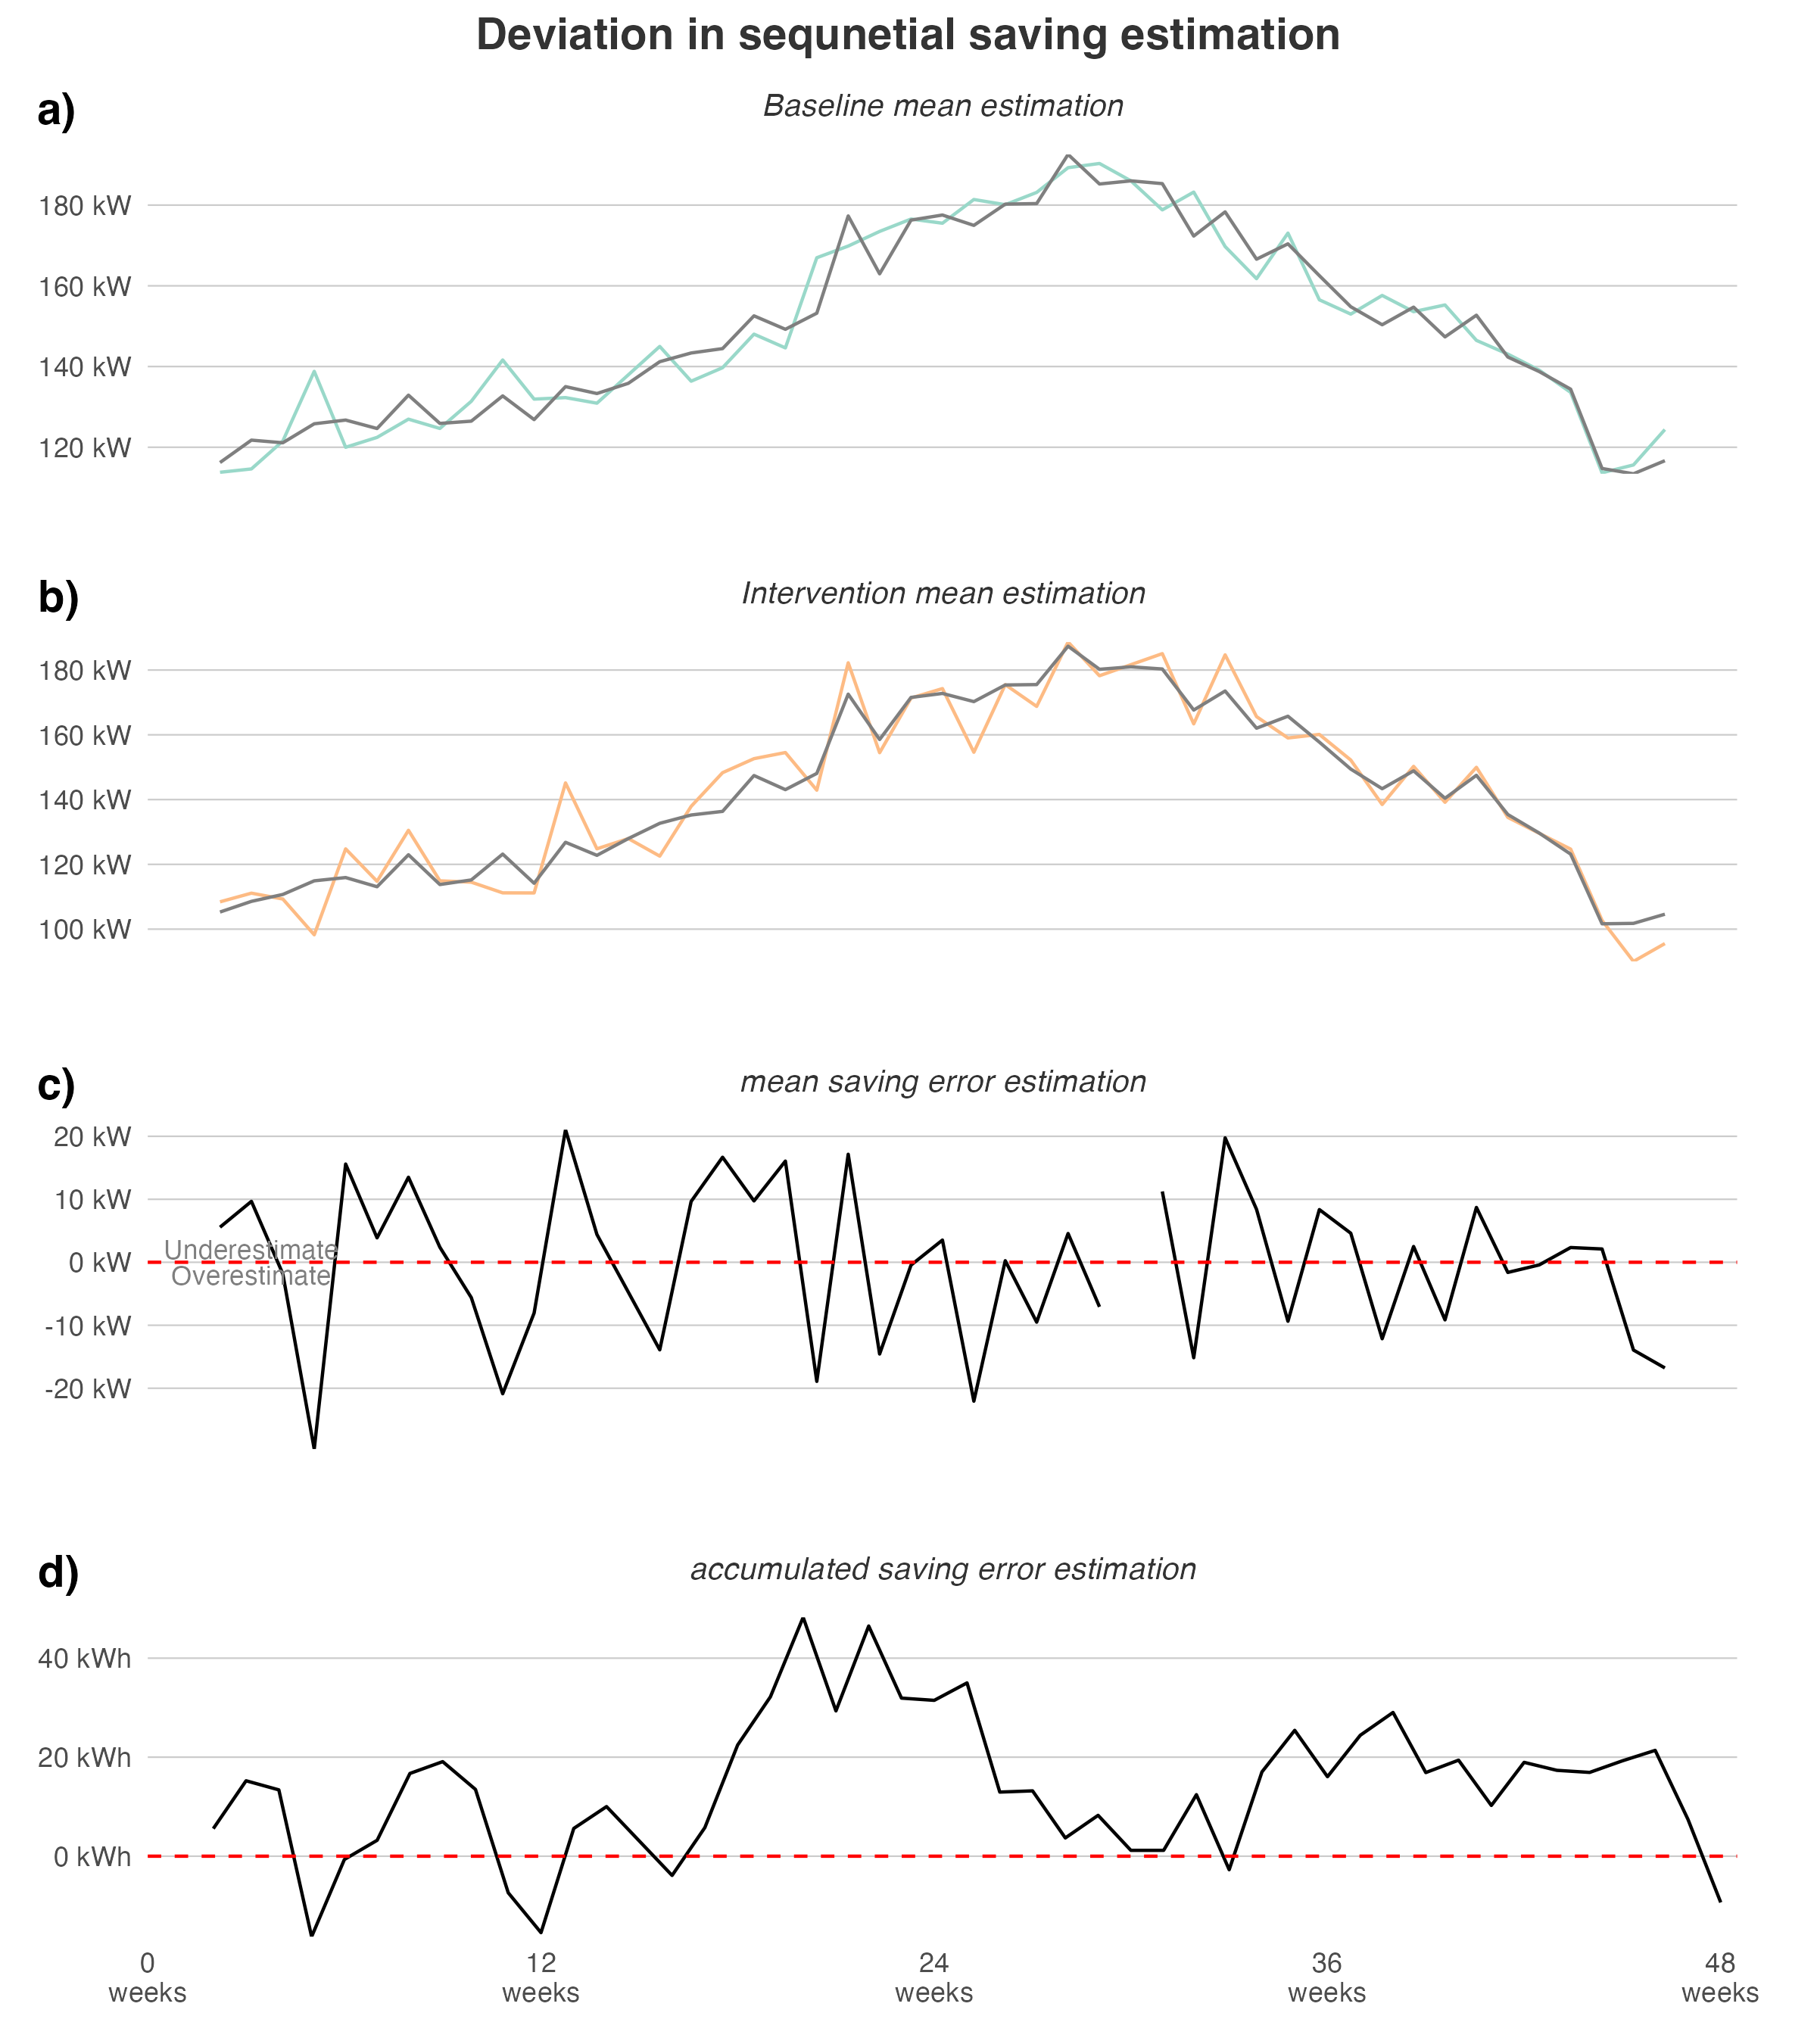 Deviation in sequnetial saving estimation
a)
Baseline mean estimation
180 kW
160 kW
140 kW
120 kW
b)
Intervention mean estimation
180 kW
160 kW
140 kW
120 kW
100 kW
c)
mean saving error estimation
20 kW
10 kW
Underestimate
0 kW
Overestimate
-10 kW
-20 kW
d)
accumulated saving error estimation
40 kWh
20 kWh
0 kWh
0 12 24 36 48
weeks weeks weeks weeks weeks